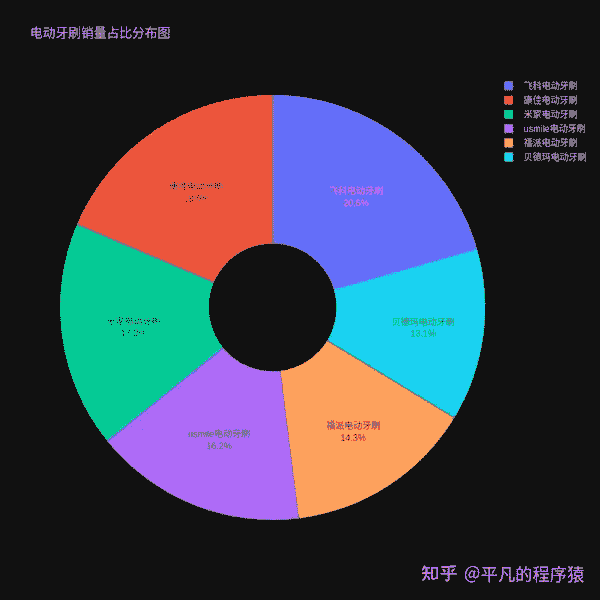 电动牙刷销量占比分布图
飞科电动牙刷
电动牙刷
米家电动牙刷
usmile电动牙刷
福派电动牙刷
贝德玛电动牙刷
飞科电动牙刷
20.5%
贝德玛电动牙刷
13.1%
福派电动牙刷
14.3%
usmile电动牙刷
16.2%
知乎 @平凡的程序猿